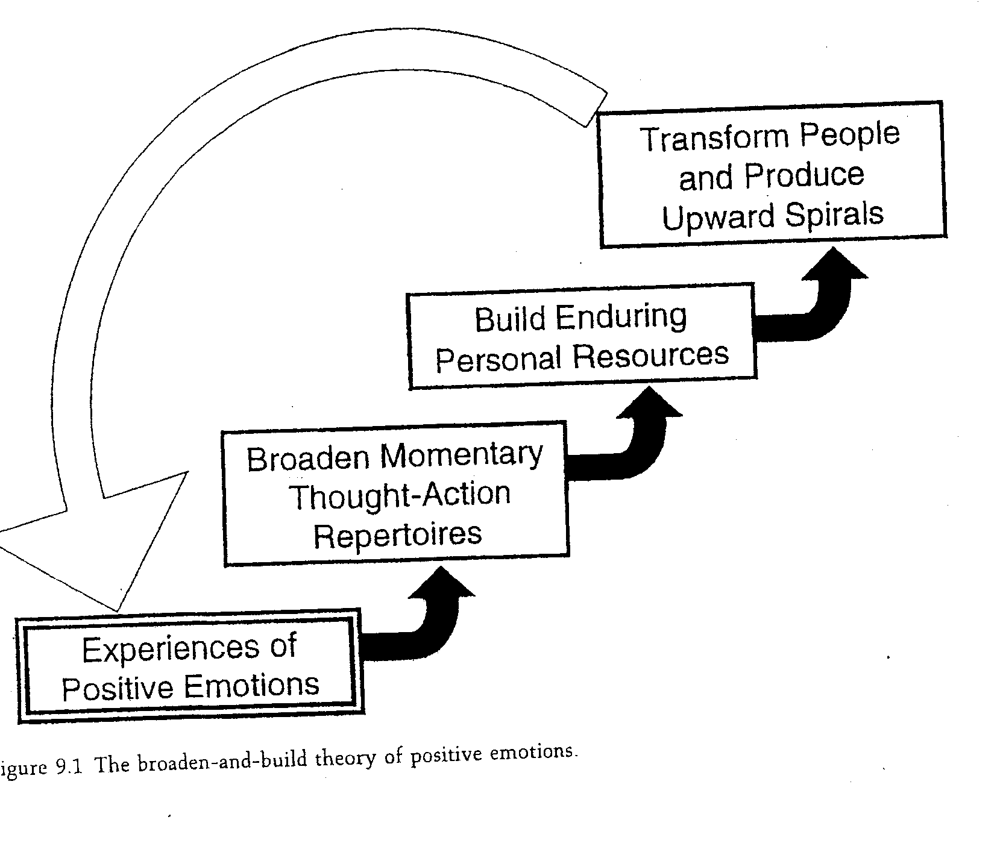 Transform People
and Produce
Upward Spirals
Build Enduring
Personal Resources
Broaden Momentary
Thought-Action
Repertoires
Experiences of
Positive Emotions
igure 9.1 The broaden-and-build theory of positive emotions.